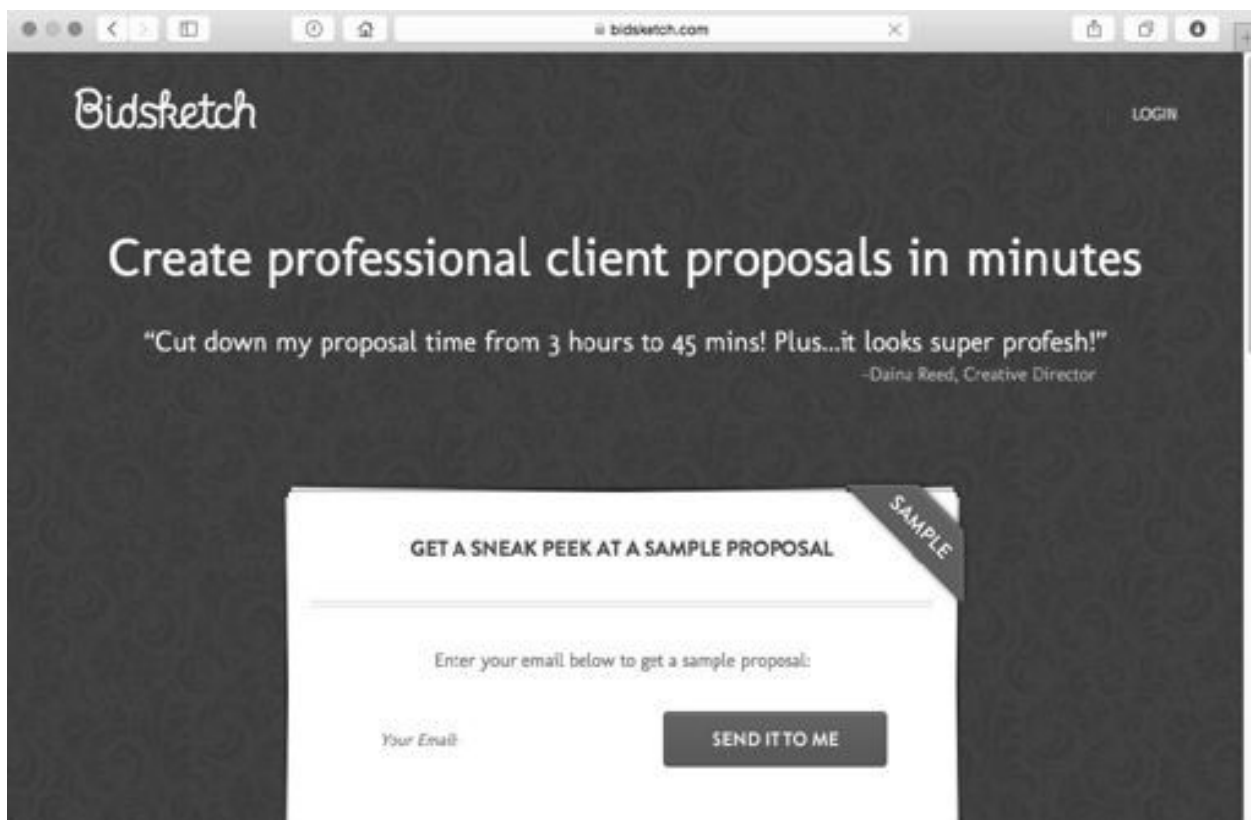 bidsketch.com
Bidsketch
LOGIN
Create professional client proposals in minutes
“Cut down my proposal time from 3 hours to 45 mins! Plus...it looks super profesh!”
–Daina Reed, Creative Director
SAMPLE
GET A SNEAK PEEK AT A SAMPLE PROPOSAL
Enter your email below to get a sample proposal:
Your Email:
SEND IT TO ME